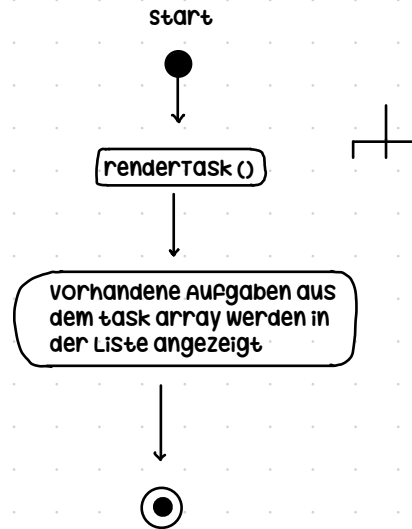 start
renderTask ()
Vorhandene Aufgaben aus
dem task array werden in
der Liste angezeigt